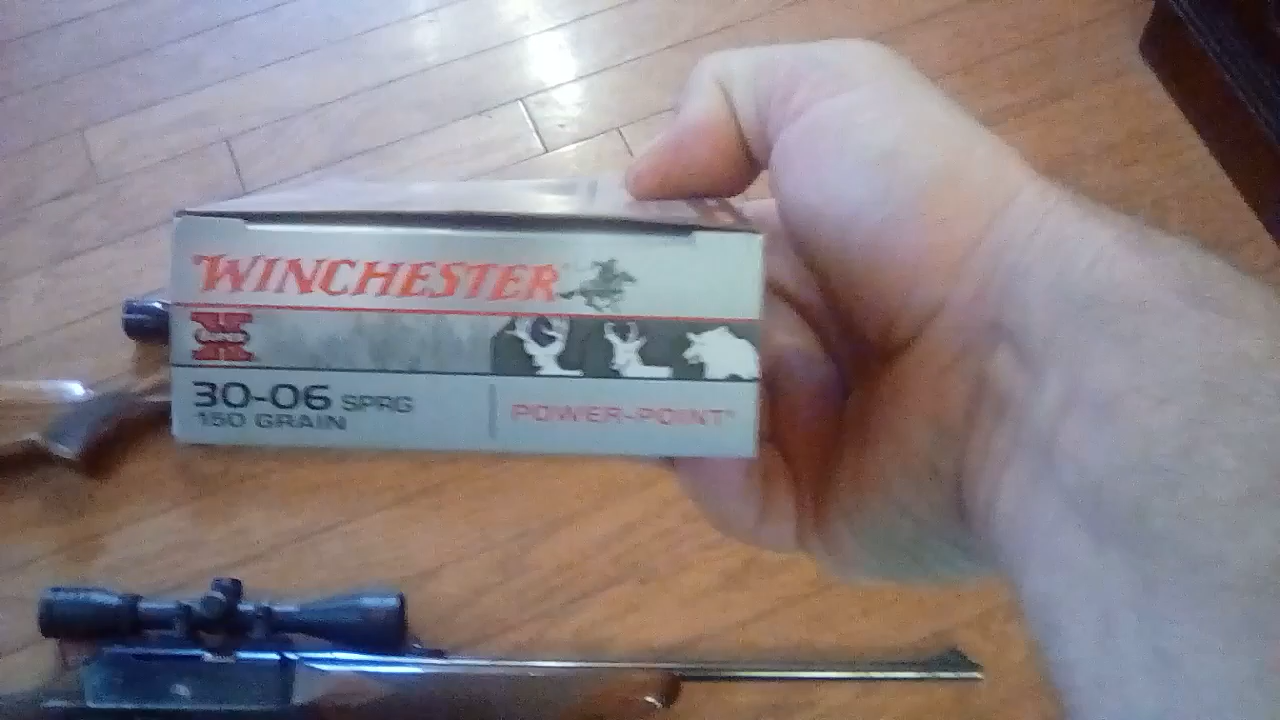 WINCHESTER
X
30-06 SPRG
150 GRAIN
POWER-POINT